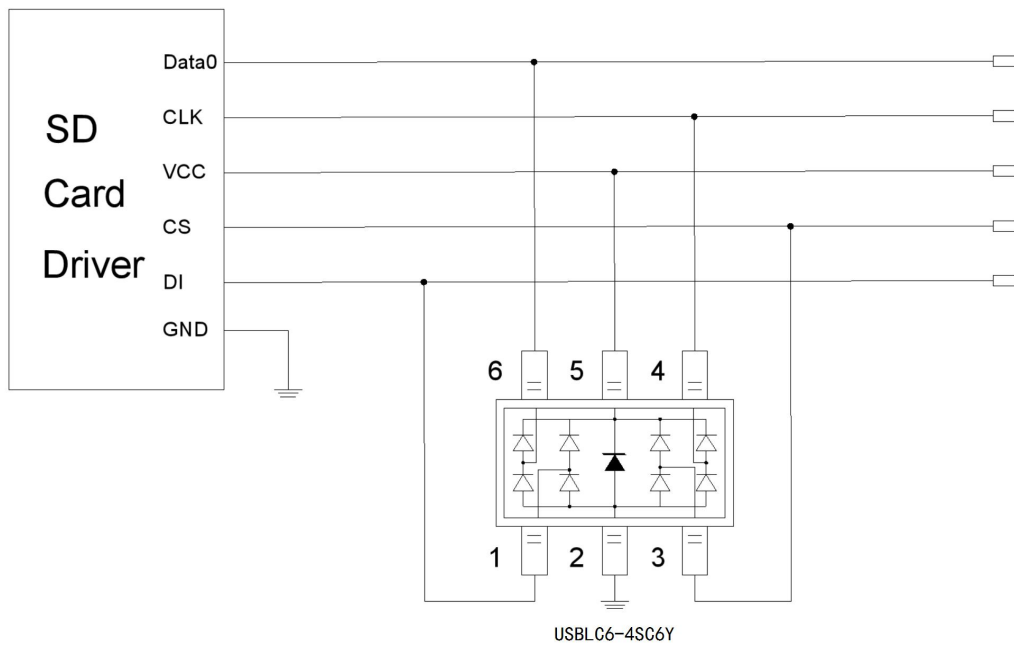 SD
Card
Driver
Data0
CLK
VCC
CS
DI
GND
6 5 4
1 2 3
USBLC6-4SC6Y